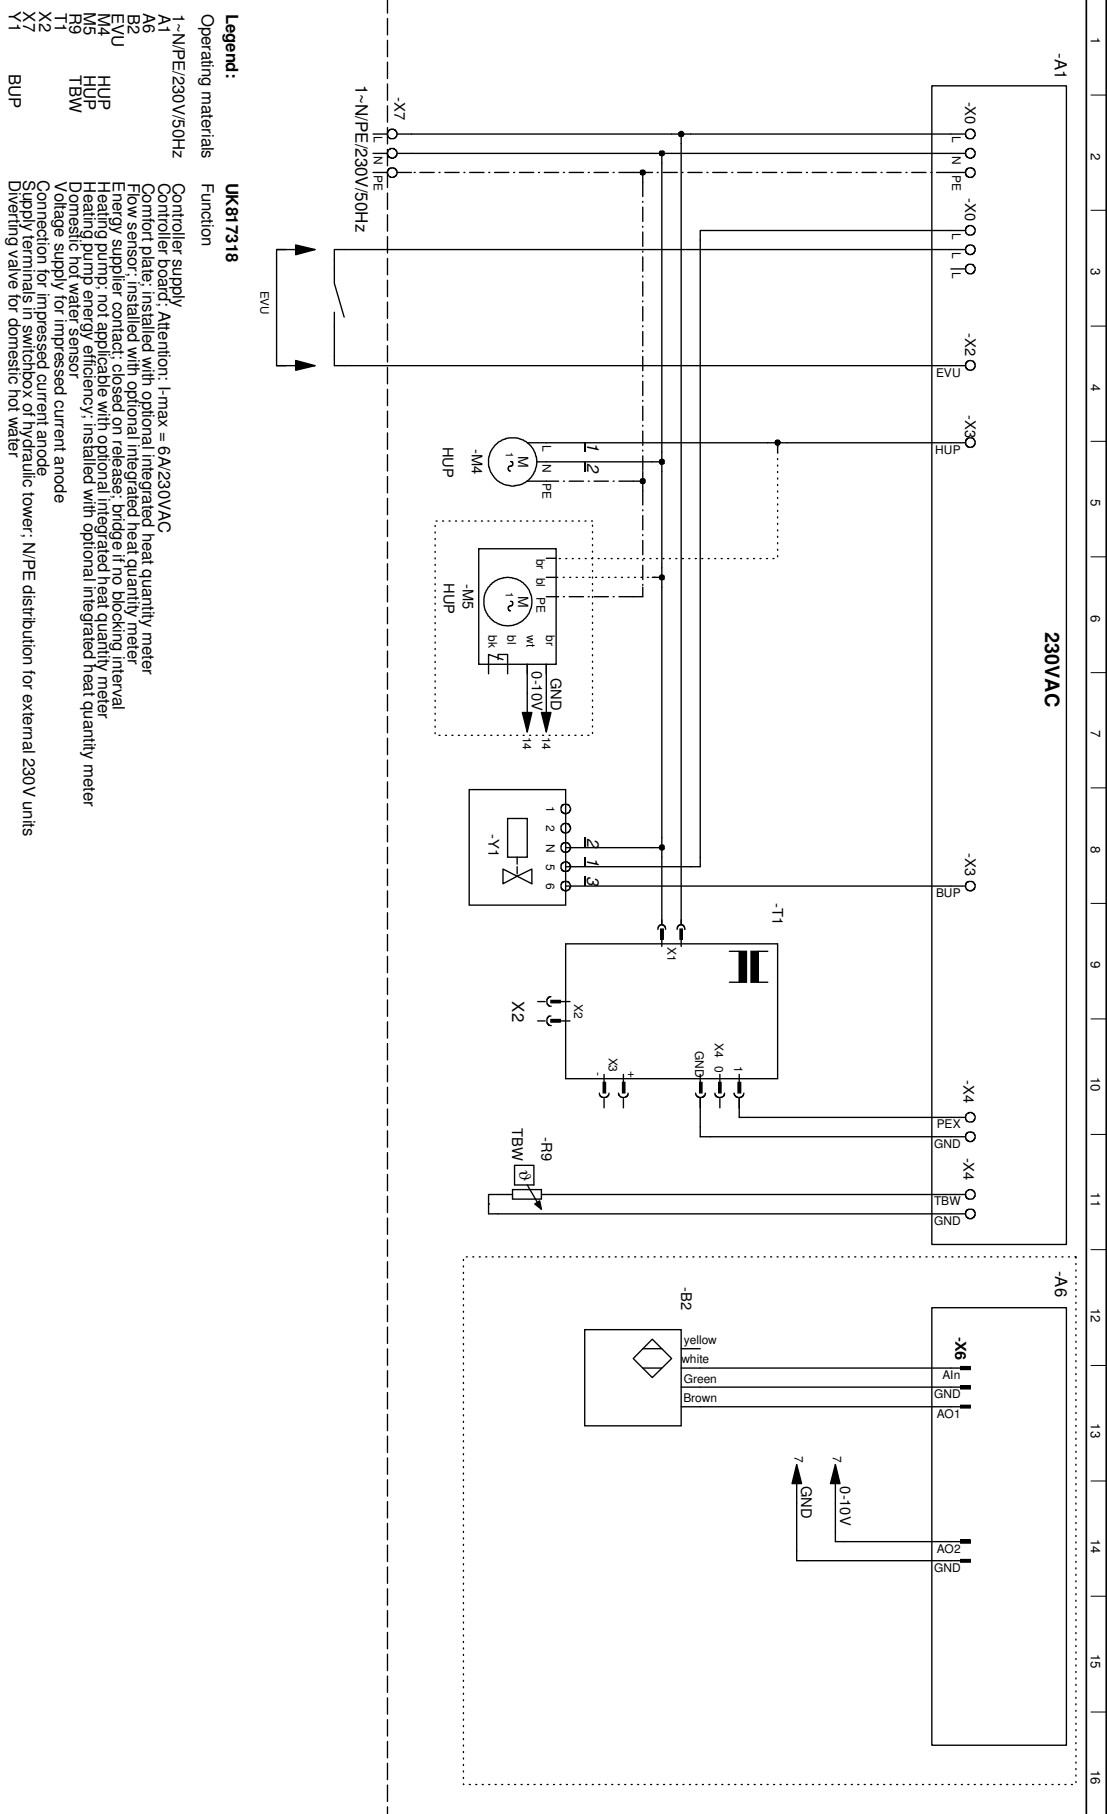 1 2 3 4 5 6 7 8 9 10 11 12 13 14 15 16
-A1
230VAC
-A6
-X0
L
N
PE
-X0
L
L
L
-X2
EVU
-X3
HUP
-X3
BUP
-X4
PEX
GND
-X4
TBW
GND
-X6
AIn
GND
AO1
AO2
GND
7
0-10V
7
GND
-B2
yellow
white
Green
Brown
-T1
X1
X2
X2
X3
-
+
GND
X4
0
1
-R9
TBW
ϑ
-Y1
1
2
N
5
6
2
1
3
-M4
HUP
M
1~
L
N
PE
1
2
-M5
HUP
M
1~
br
bl
PE
br
wt
bl
bk
GND
0-10V
14
14
EVU
-X7
L
N
PE
1~N/PE/230V/50Hz
Legend: UK817318
Operating materials Function
1~N/PE/230V/50Hz Controller supply
A1 Controller board; Attention: I-max = 6A/230VAC
A6 Comfort plate; installed with optional integrated heat quantity meter
B2 Flow sensor; installed with optional integrated heat quantity meter
EVU Energy supplier contact; closed on release; bridge if no blocking interval
M4 HUP Heating pump; not applicable with optional integrated heat quantity meter
M5 HUP Heating pump energy efficiency; installed with optional integrated heat quantity meter
R9 TBW Domestic hot water sensor
T1 Voltage supply for impressed current anode
X2 Connection for impressed current anode
X7 Supply terminals in switchbox of hydraulic tower; N/PE distribution for external 230V units
Y1 BUP Diverting valve for domestic hot water